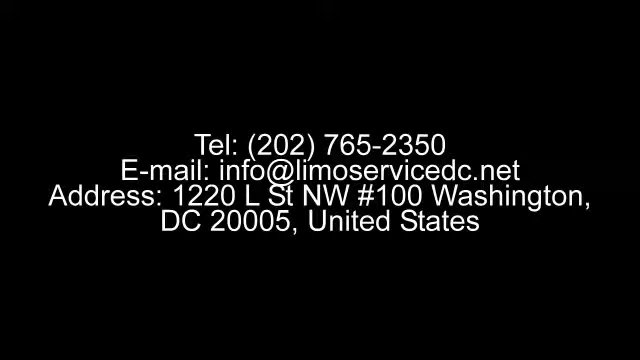 Tel: (202) 765-2350
E-mail: info@limoservicedc.net
Address: 1220 L St NW #100 Washington,
DC 20005, United States